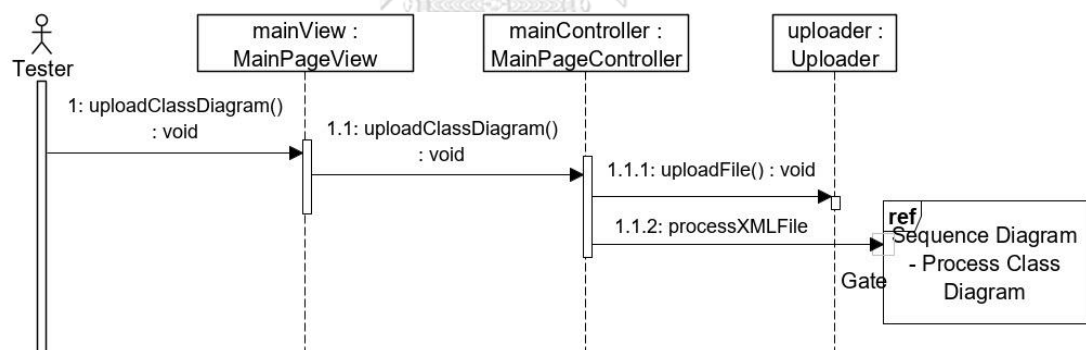 Tester
mainView :
MainPageView
mainController :
MainPageController
uploader :
Uploader
1: uploadClassDiagram()
: void
1.1: uploadClassDiagram()
: void
1.1.1: uploadFile() : void
1.1.2: processXMLFile
Gate
ref
Sequence Diagram
- Process Class
Diagram